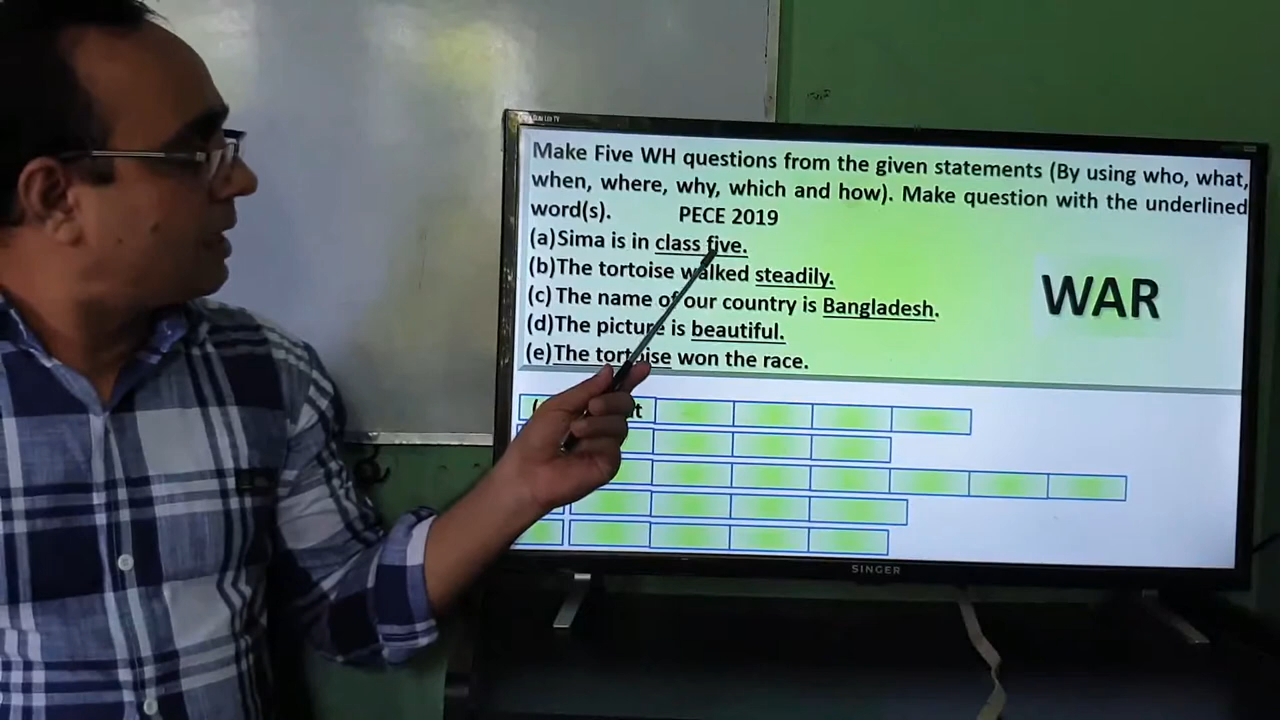 Make Five WH questions from the given statements (By using who, what,
when, where, why, which and how). Make question with the underlined
word(s). PECE 2019
(a)Sima is in class five.
(b)The tortoise walked steadily.
(c) The name of our country is Bangladesh.
(d)The picture is beautiful.
(e)The tortoise won the race.
WAR
SINGER